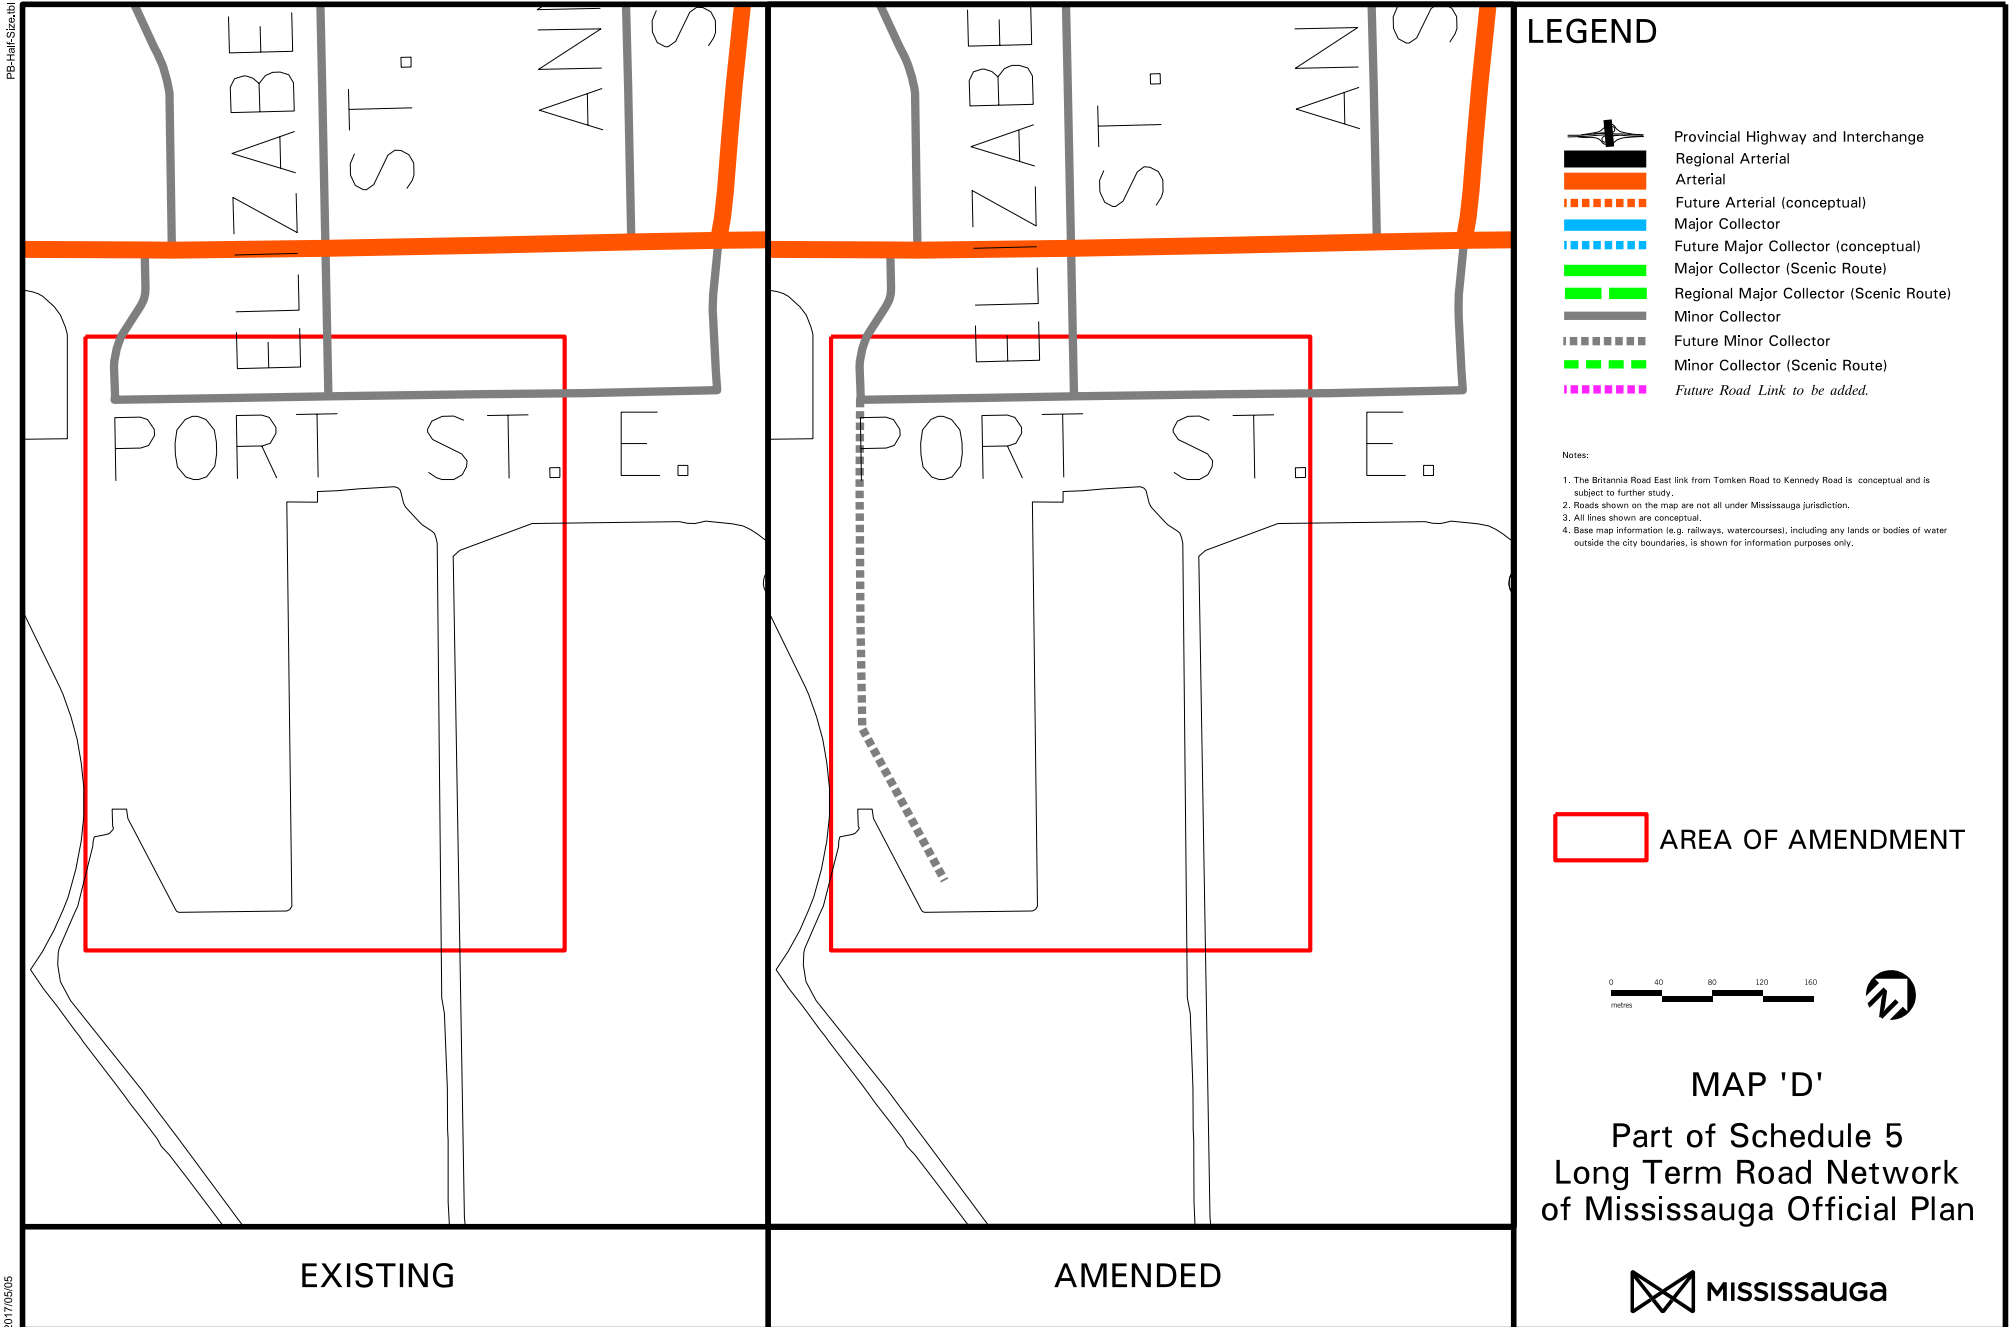 PB-Half-Size.tbl
2017/05/05
ELIZABE
ST.
AN
S
PORT ST. E.
EXISTING
ELIZABE
ST.
AN
S
PORT ST. E.
AMENDED
LEGEND
Provincial Highway and Interchange
Regional Arterial
Arterial
Future Arterial (conceptual)
Major Collector
Future Major Collector (conceptual)
Major Collector (Scenic Route)
Regional Major Collector (Scenic Route)
Minor Collector
Future Minor Collector
Minor Collector (Scenic Route)
Future Road Link to be added.
Notes:
1. The Britannia Road East link from Tomken Road to Kennedy Road is conceptual and is
subject to further study.
2. Roads shown on the map are not all under Mississauga jurisdiction.
3. All lines shown are conceptual.
4. Base map information (e.g. railways, watercourses), including any lands or bodies of water
outside the city boundaries, is shown for information purposes only.
AREA OF AMENDMENT
0 40 80 120 160
metres
N
MAP 'D'
Part of Schedule 5
Long Term Road Network
of Mississauga Official Plan
MISSISSauga